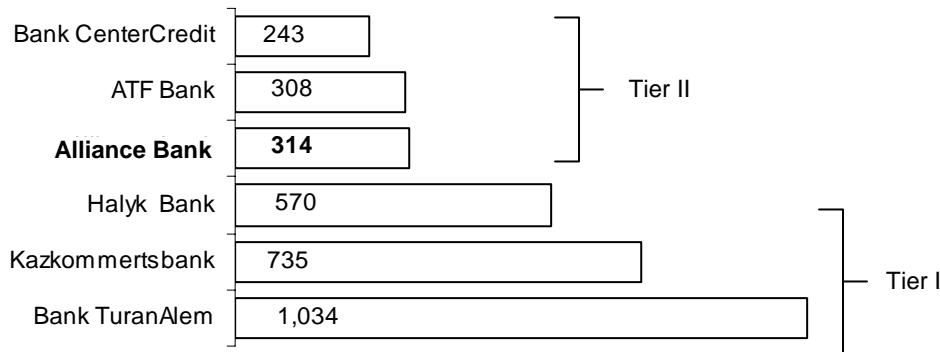 Bank CenterCredit 243
ATF Bank 308
Tier II
Alliance Bank 314
Halyk Bank 570
Kazkommertsbank 735
Tier I
Bank TuranAlem 1,034